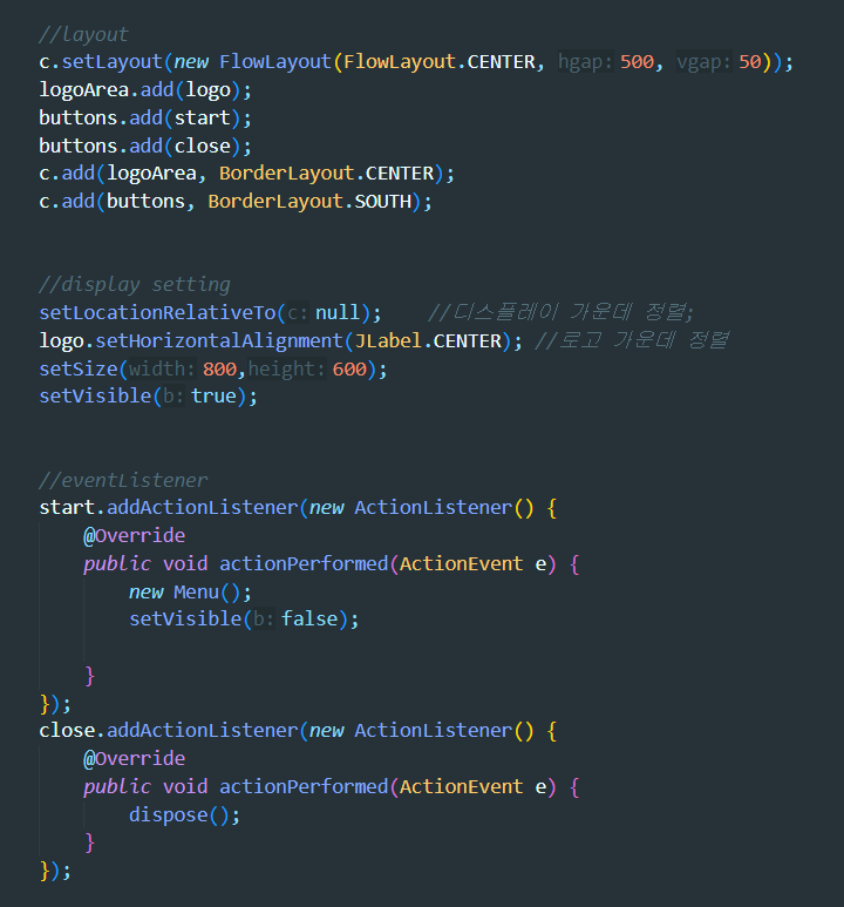 //layout
c.setLayout(new FlowLayout(FlowLayout.CENTER, hgap: 500, vgap: 50));
logoArea.add(logo);
buttons.add(start);
buttons.add(close);
c.add(logoArea, BorderLayout.CENTER);
c.add(buttons, BorderLayout.SOUTH);
//display setting
setLocationRelativeTo(c: null);    //디스플레이 가운데 정렬;
logo.setHorizontalAlignment(JLabel.CENTER); //로고 가운데 정렬
setSize(width: 800,height: 600);
setVisible(b: true);
//eventListener
start.addActionListener(new ActionListener() {
    @Override
    public void actionPerformed(ActionEvent e) {
        new Menu();
        setVisible(b: false);
    }
});
close.addActionListener(new ActionListener() {
    @Override
    public void actionPerformed(ActionEvent e) {
        dispose();
    }
});